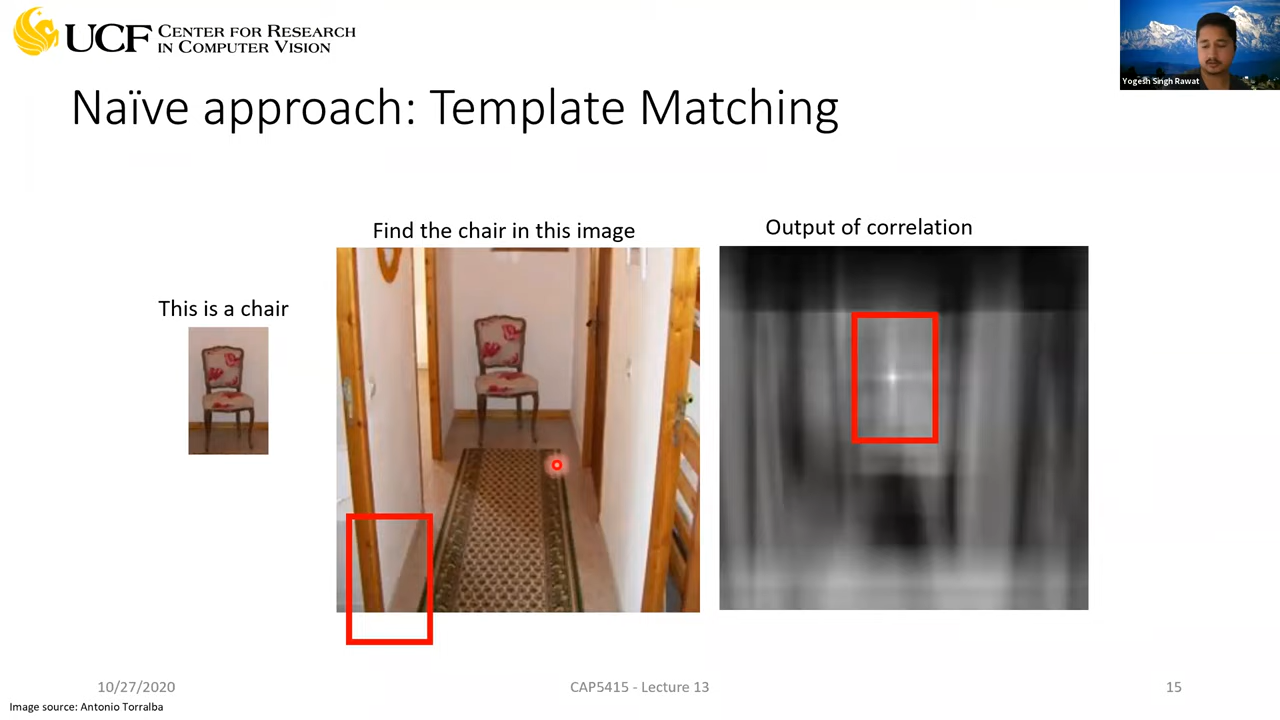 UCF CENTER FOR RESEARCH
IN COMPUTER VISION
Yogesh Singh Rawat
Naïve approach: Template Matching
Find the chair in this image
Output of correlation
This is a chair
10/27/2020
CAP5415 - Lecture 13
15
Image source: Antonio Torralba